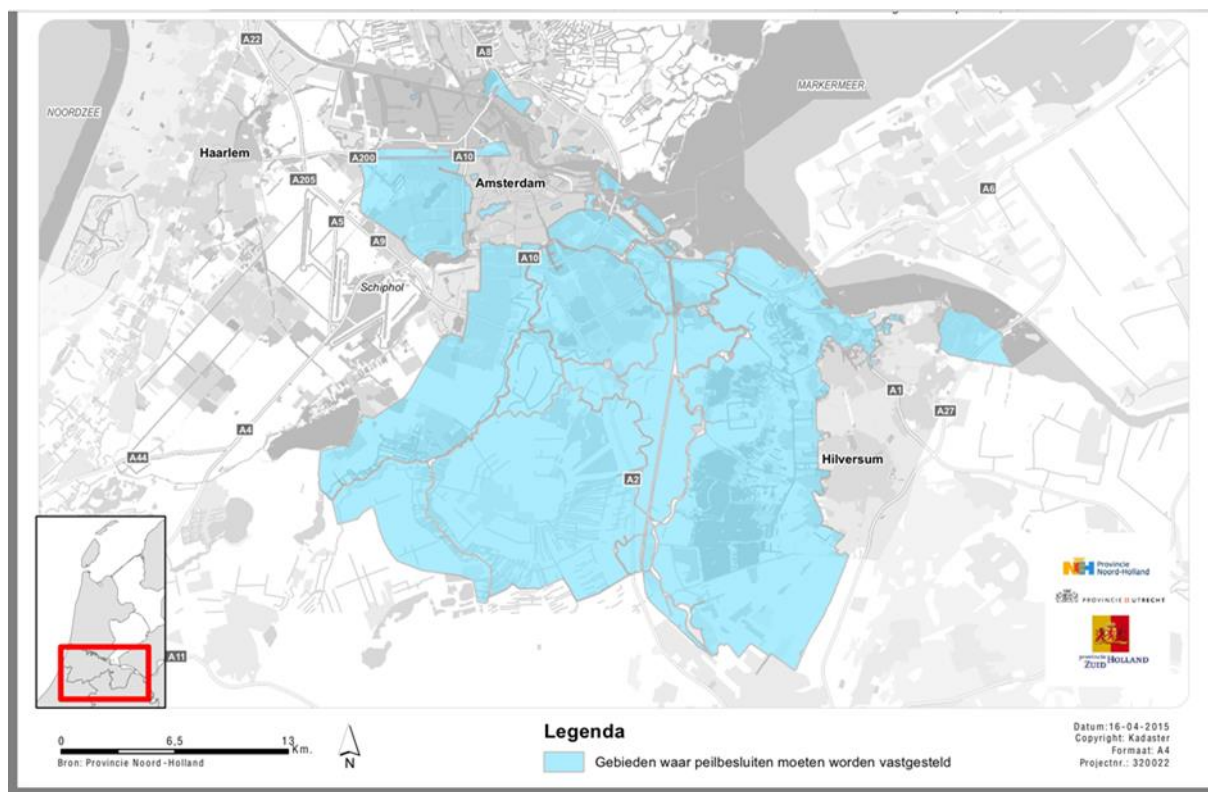 A22
A8
NOORDZEE
MARKERMEER
Haarlem
A200
A10
A205
Amsterdam
A6
A5
A9
A10
Schiphol
A1
A27
A4
A44
Hilversum
A2
A11
Provincie
Noord-Holland
PROVINCIE UTRECHT
provincie
ZUID HOLLAND
0 6,5 13 Km.
N
Bron: Provincie Noord-Holland
Legenda
Gebieden waar peilbesluiten moeten worden vastgesteld
Datum:16-04-2015
Copyright: Kadaster
Formaat: A4
Projectnr.: 320022